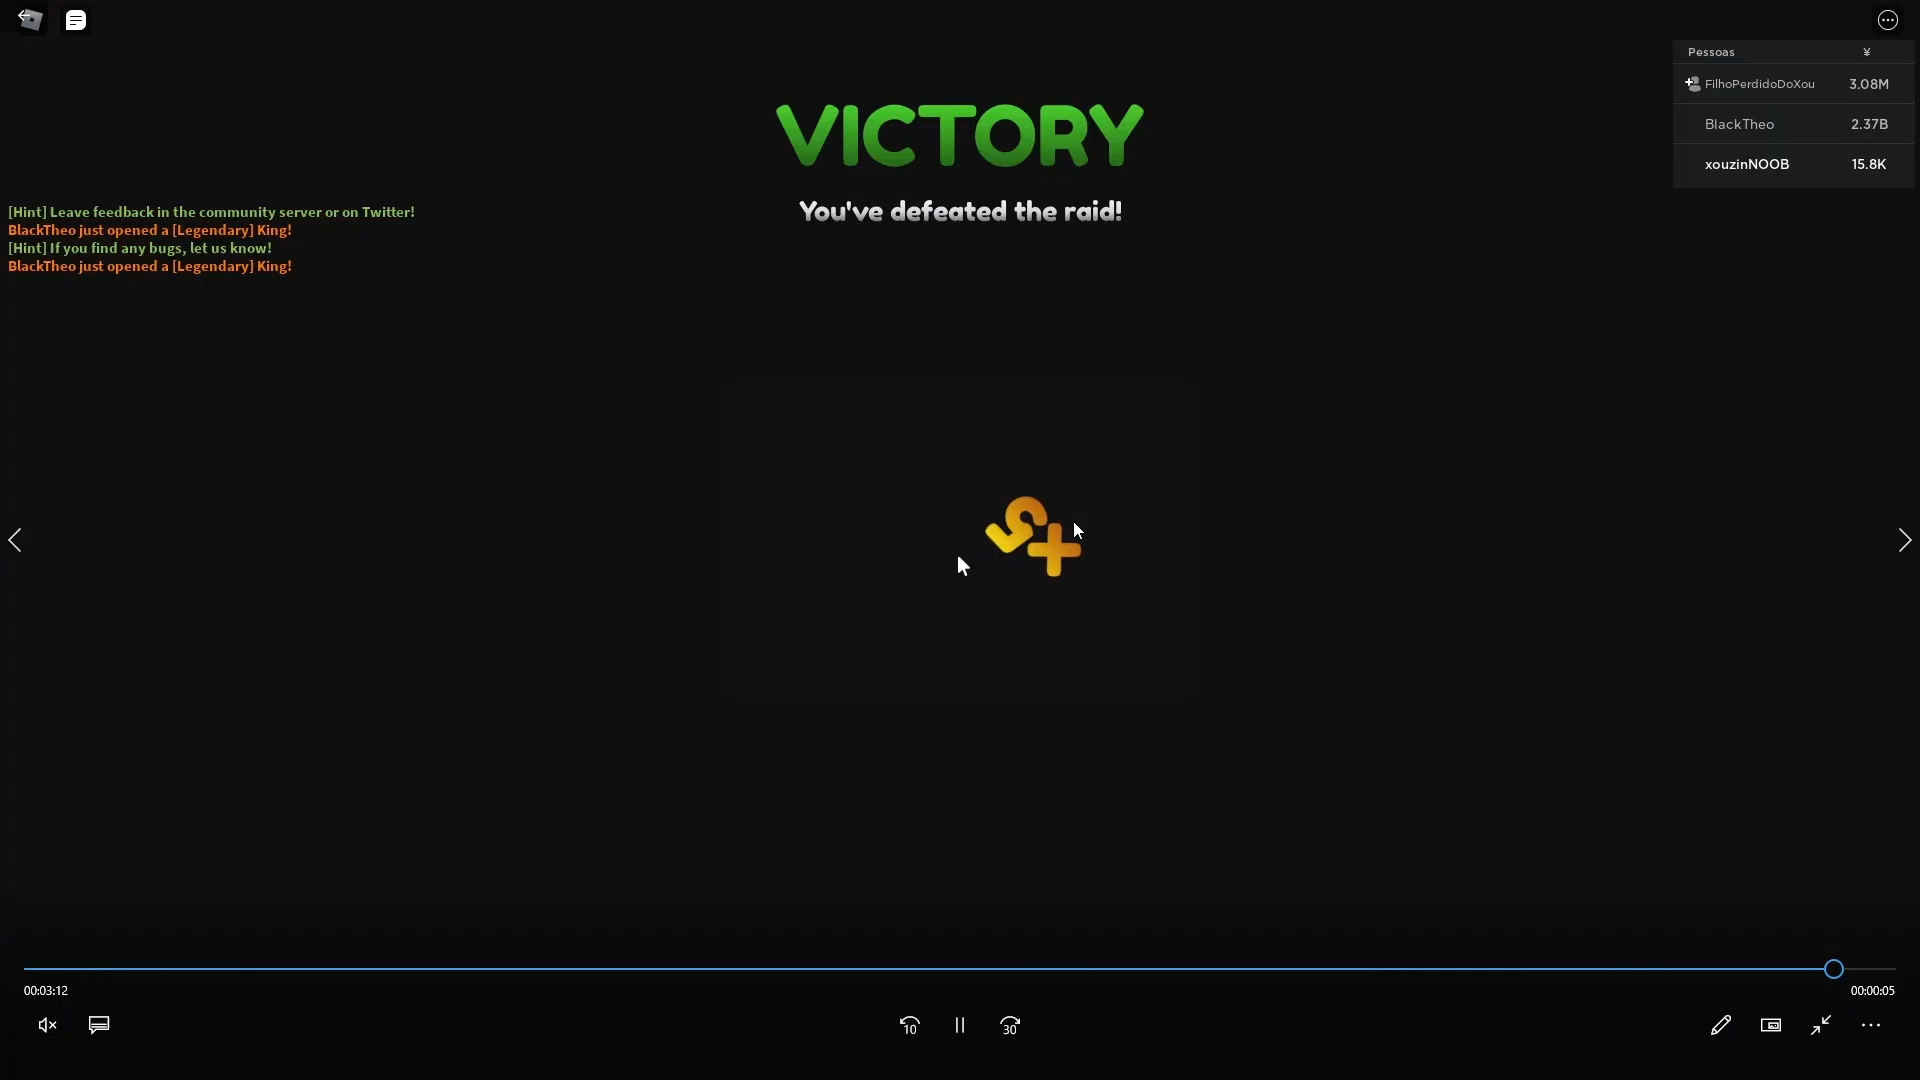 Pessoas ¥
FilhoPerdidoDoXou 3.08M
BlackTheo 2.37B
xouzinNOOB 15.8K
VICTORY
You've defeated the raid!
[Hint] Leave feedback in the community server or on Twitter!
BlackTheo just opened a [Legendary] King!
[Hint] If you find any bugs, let us know!
BlackTheo just opened a [Legendary] King!
S+
00:03:12
00:00:05
10
30